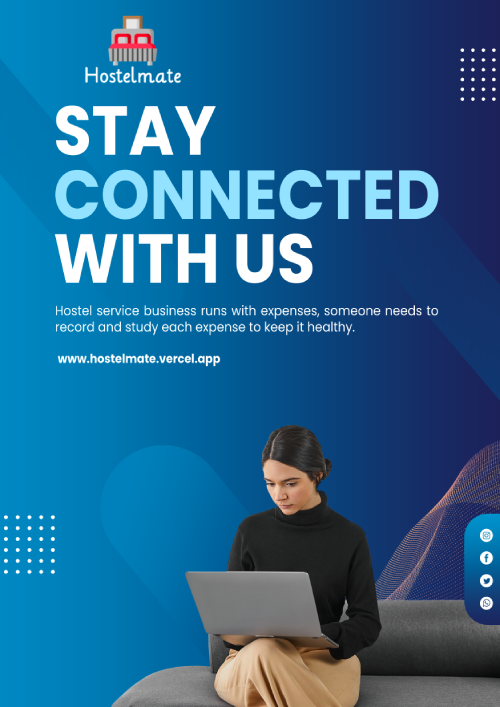 Hostelmate
STAY
CONNECTED
WITH US
Hostel service business runs with expenses, someone needs to
record and study each expense to keep it healthy.
www.hostelmate.vercel.app